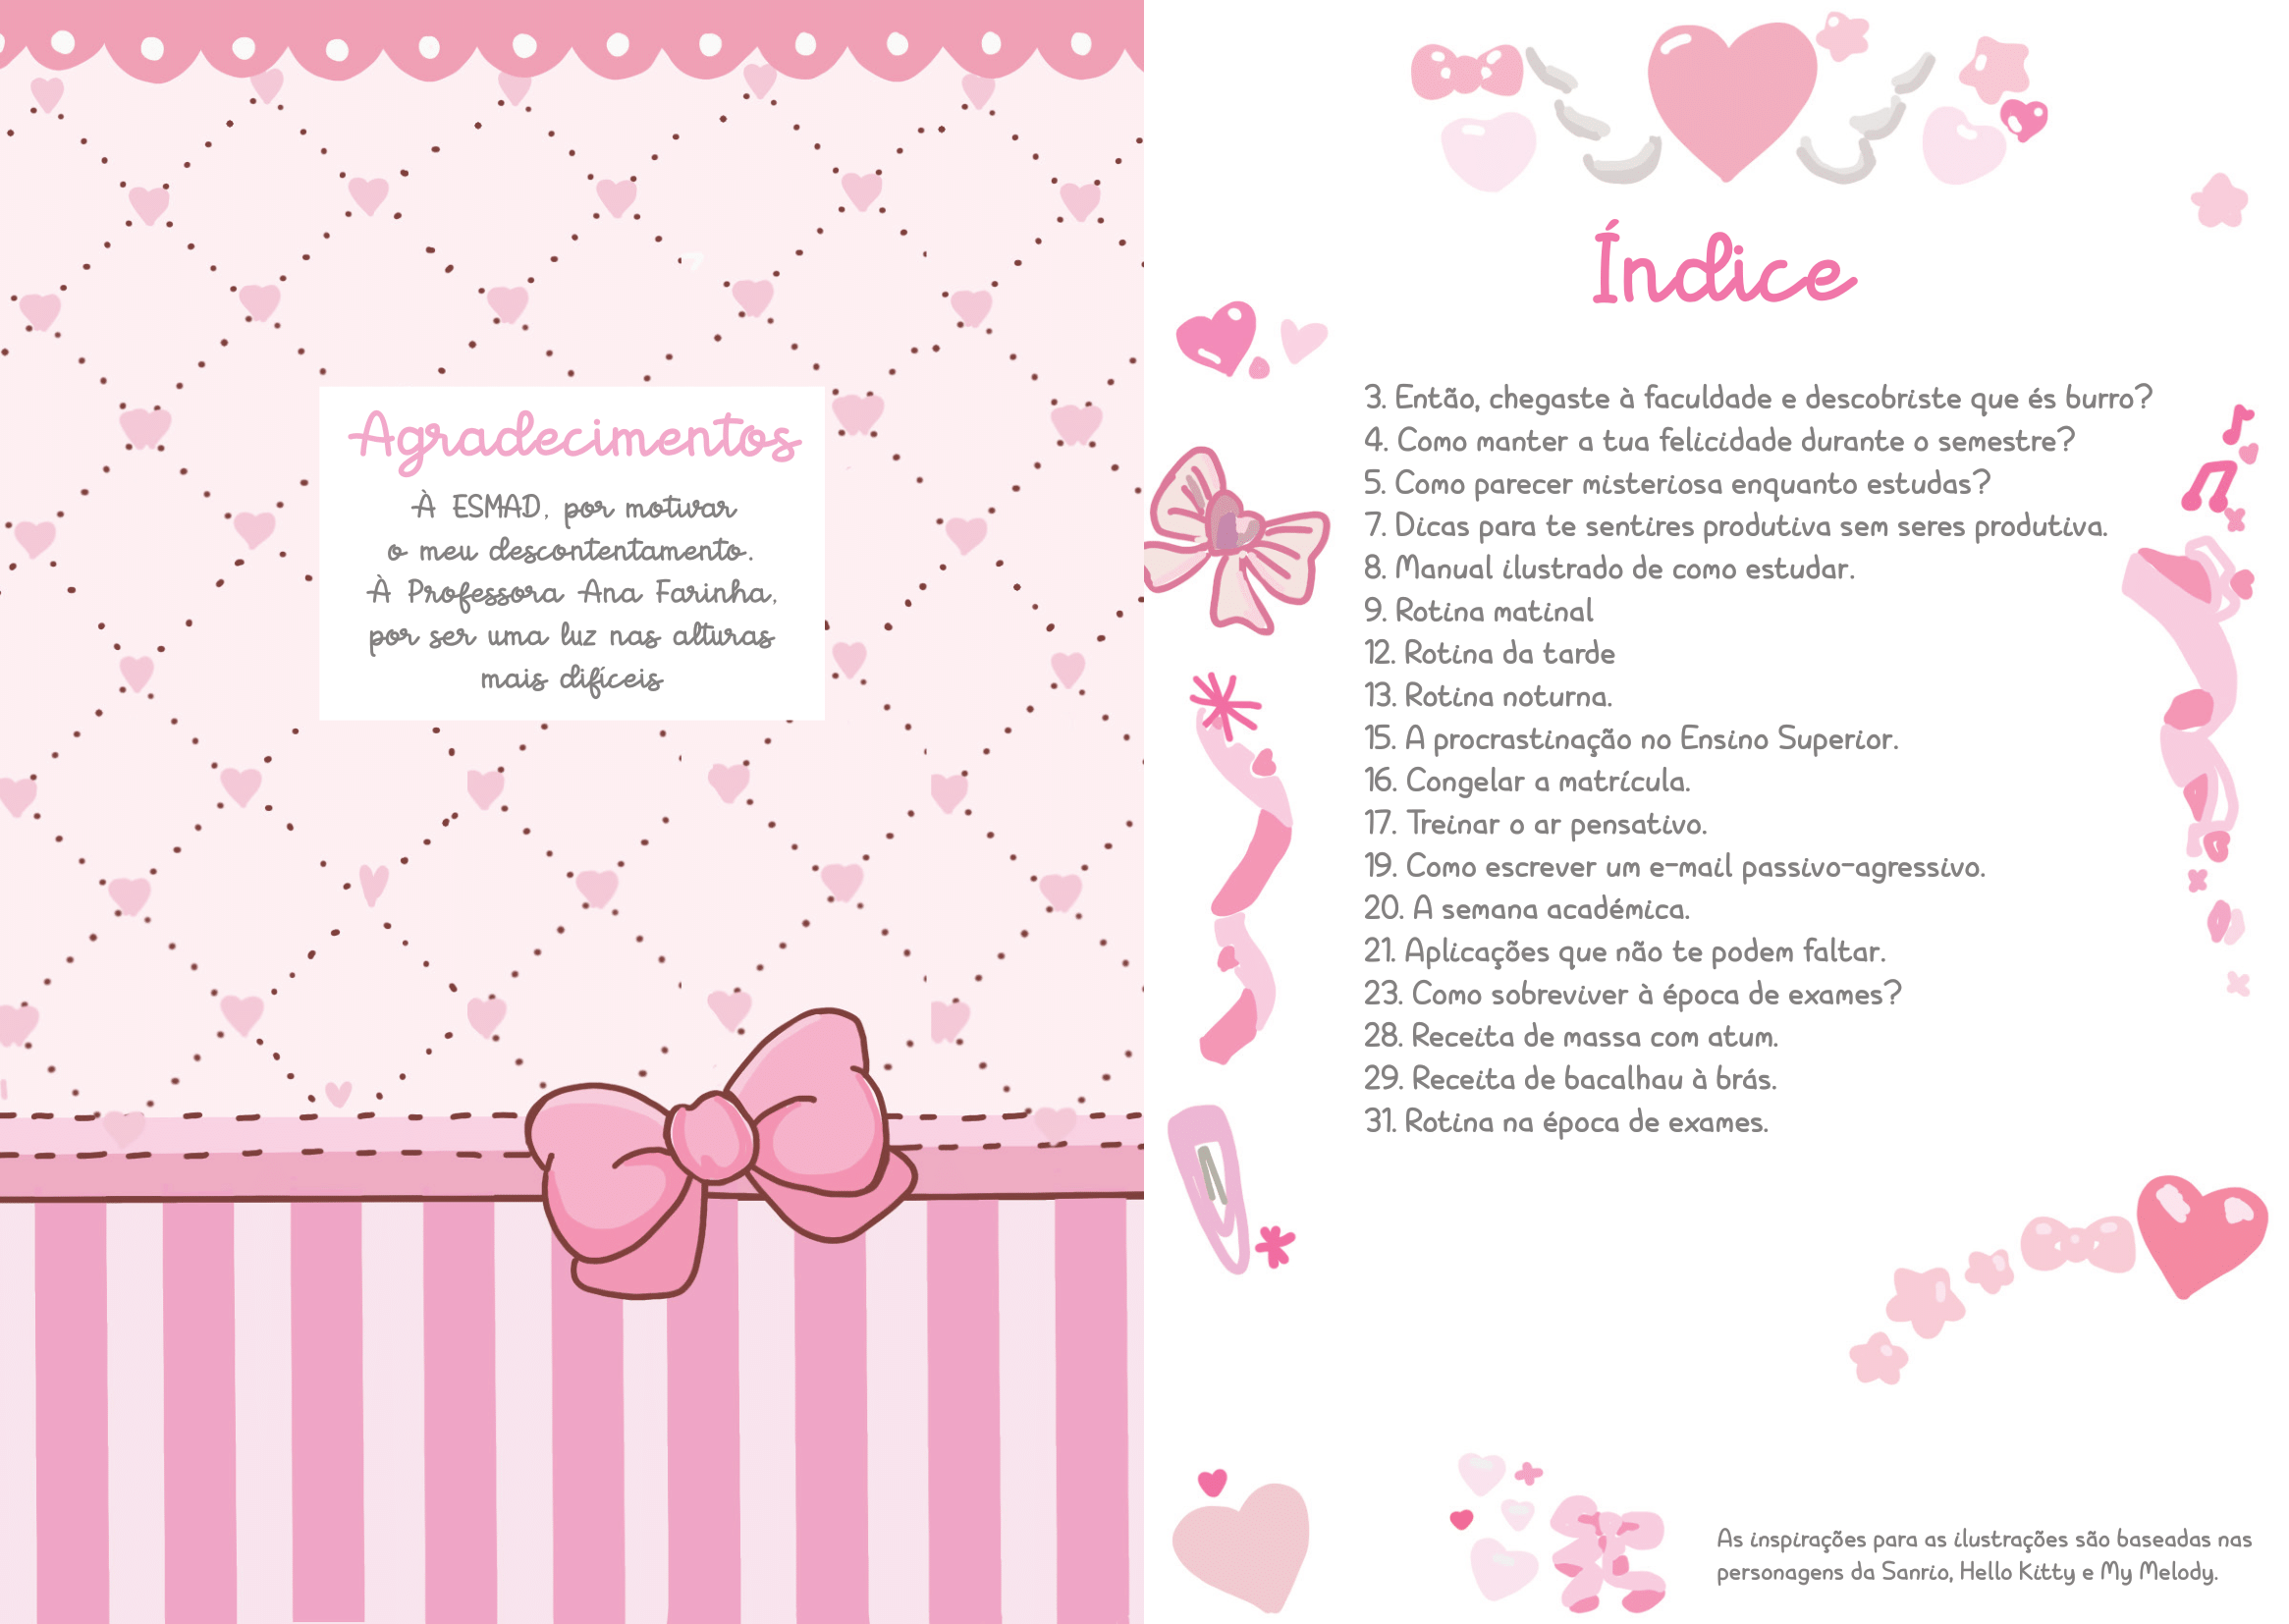 Agradecimentos
À ESMAD, por motivar
o meu descontentamento.
À Professora Ana Farinha,
por ser uma luz nas alturas
mais difíceis
Índice
3. Então, chegaste à faculdade e descobriste que és burro?
4. Como manter a tua felicidade durante o semestre?
5. Como parecer misteriosa enquanto estudas?
7. Dicas para te sentires produtiva sem seres produtiva.
8. Manual ilustrado de como estudar.
9. Rotina matinal
12. Rotina da tarde
13. Rotina noturna.
15. A procrastinação no Ensino Superior.
16. Congelar a matrícula.
17. Treinar o ar pensativo.
19. Como escrever um e-mail passivo-agressivo.
20. A semana académica.
21. Aplicações que não te podem faltar.
23. Como sobreviver à época de exames?
28. Receita de massa com atum.
29. Receita de bacalhau à brás.
31. Rotina na época de exames.
As inspirações para as ilustrações são baseadas nas
personagens da Sanrio, Hello Kitty e My Melody.